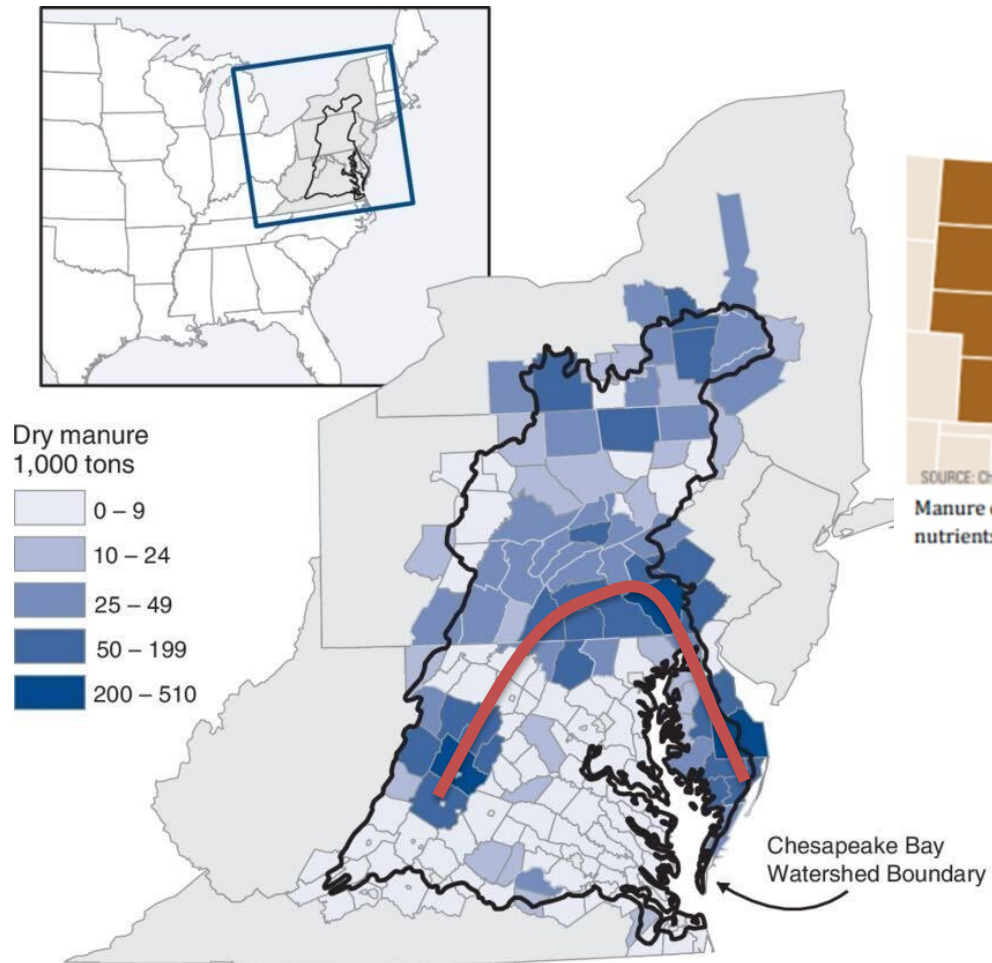 Dry manure
1,000 tons
0 – 9
10 – 24
25 – 49
50 – 199
200 – 510
Chesapeake Bay
Watershed Boundary
SOURCE:
Manure
nutrients